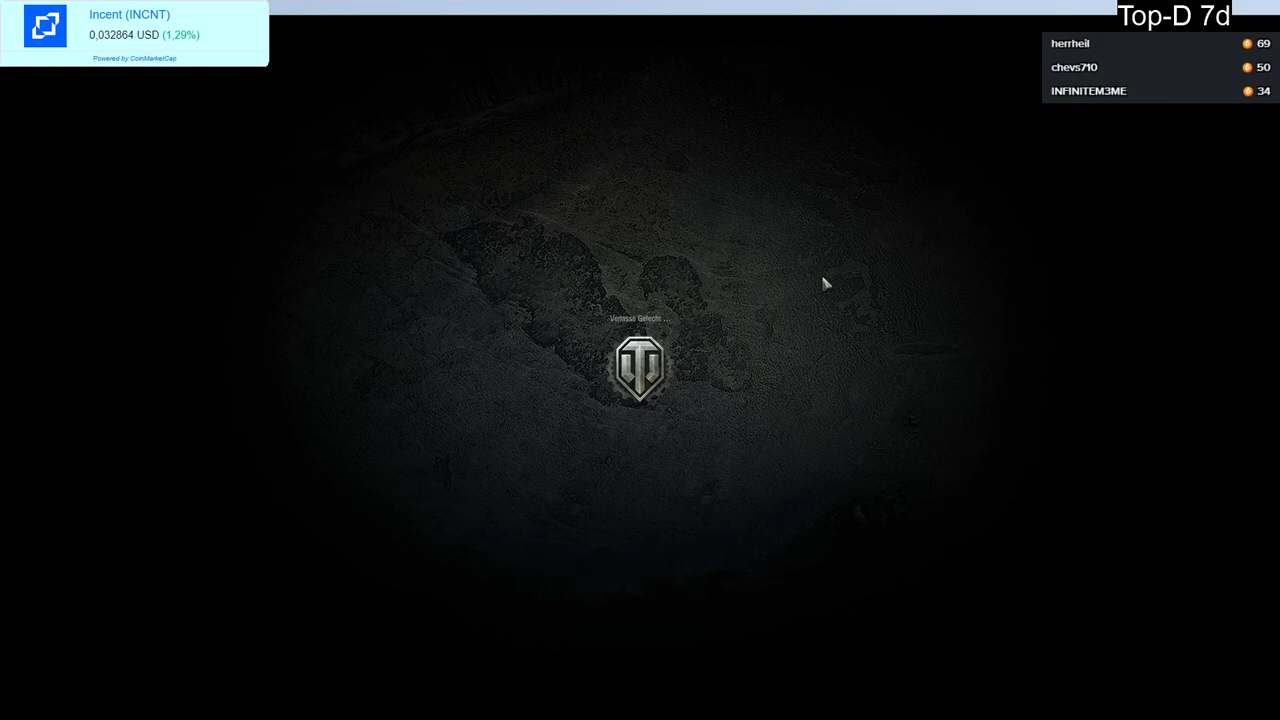 Incent (INCNT)
0,032864 USD (1,29%)
Powered by CoinMarketCap
Top-D 7d
herrheil 69
chevs710 50
INFINITEM3ME 34
Verlasse Gefecht ...